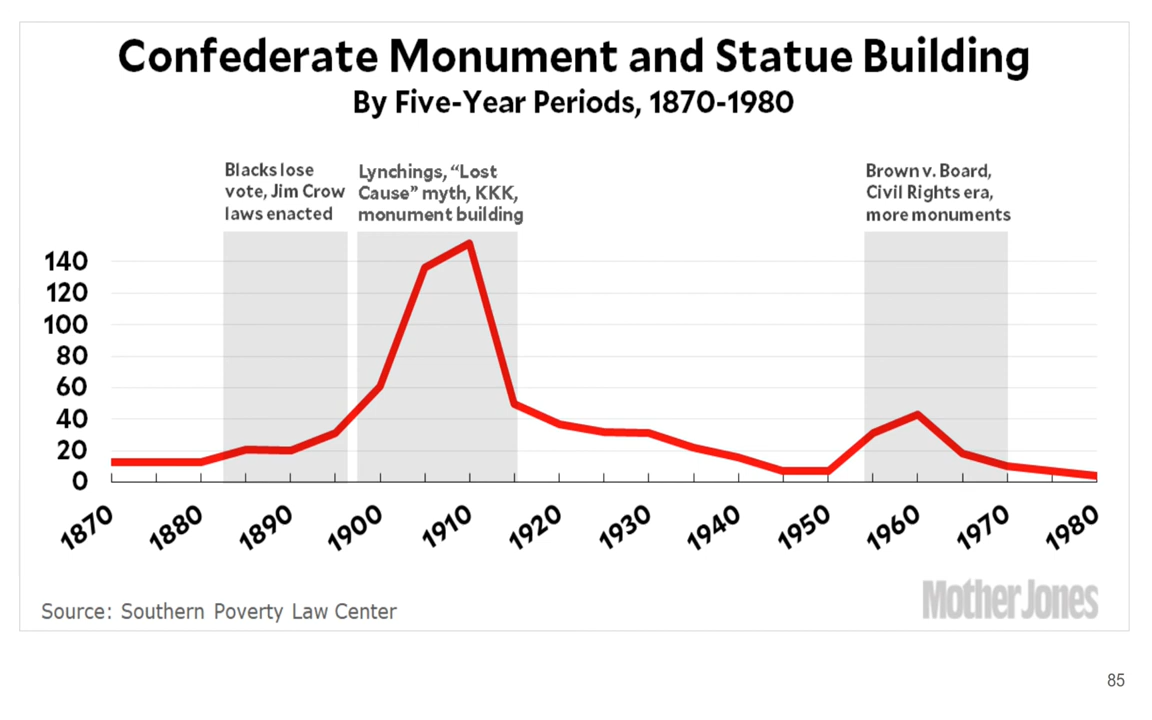 Confederate Monument and Statue Building
By Five-Year Periods, 1870-1980
Blacks lose
vote, Jim Crow
laws enacted
Lynchings, “Lost
Cause” myth, KKK,
monument building
Brown v. Board,
Civil Rights era,
more monuments
140
120
100
80
60
40
20
0
1870
1880
1890
1900
1910
1920
1930
1940
1950
1960
1970
1980
Source: Southern Poverty Law Center
Mother Jones
85